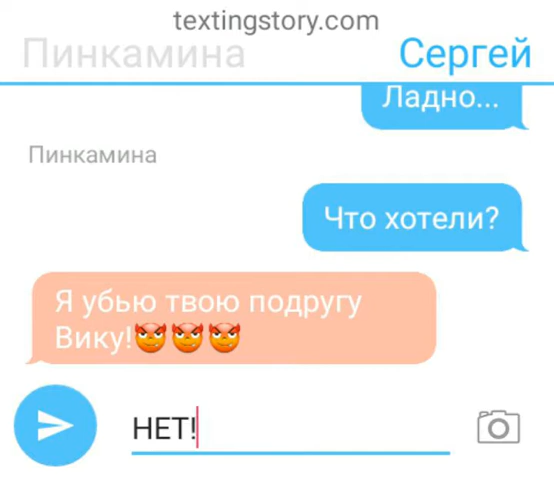 textingstory.com
Пинкамина
Сергей
Ладно...
Пинкамина
Что хотели?
Я убью твою подругу
Вику!😈😈😈
НЕТ!